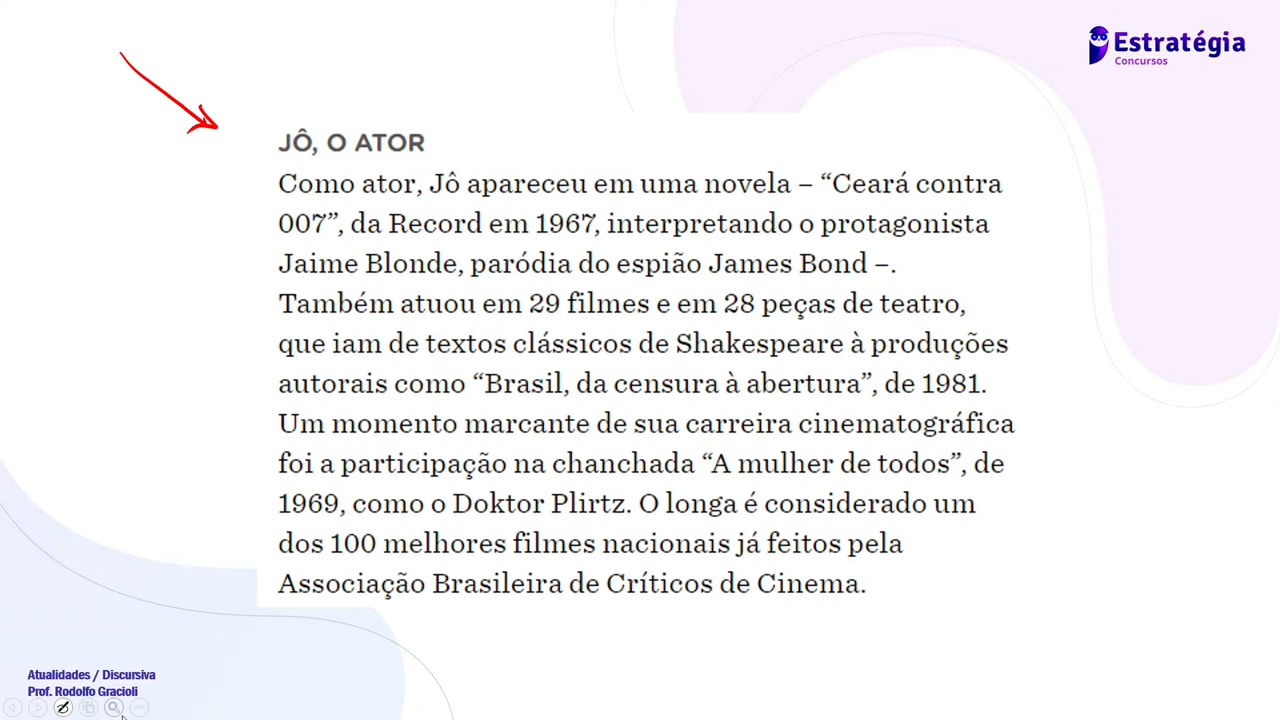 Estratégia
Concursos
JÔ, O ATOR
Como ator, Jô apareceu em uma novela – “Ceará contra
007”, da Record em 1967, interpretando o protagonista
Jaime Blonde, paródia do espião James Bond –.
Também atuou em 29 filmes e em 28 peças de teatro,
que iam de textos clássicos de Shakespeare à produções
autorais como “Brasil, da censura à abertura”, de 1981.
Um momento marcante de sua carreira cinematográfica
foi a participação na chanchada “A mulher de todos”, de
1969, como o Doktor Plirtz. O longa é considerado um
dos 100 melhores filmes nacionais já feitos pela
Associação Brasileira de Críticos de Cinema.
Atualidades / Discursiva
Prof. Rodolfo Gracioli